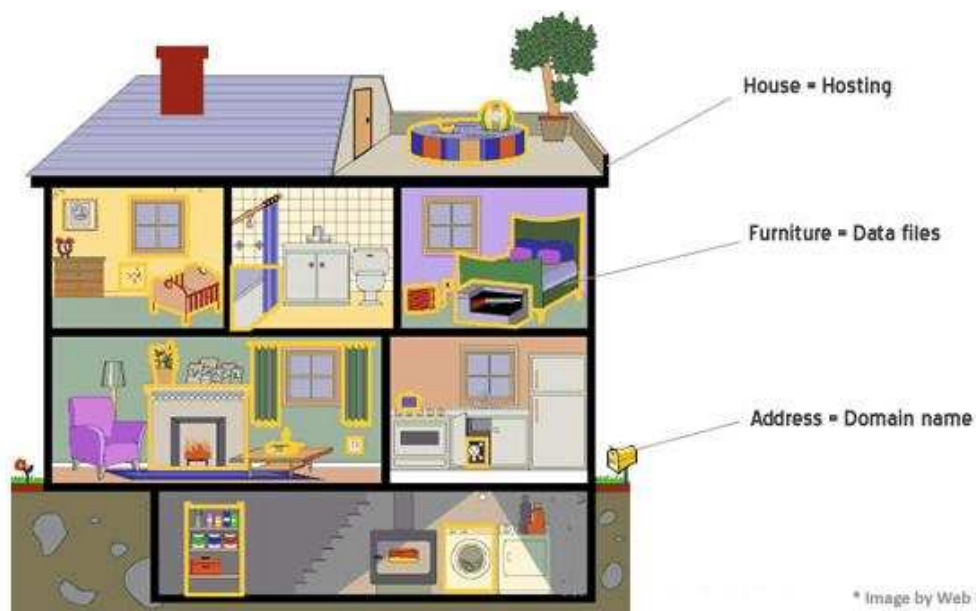 House = Hosting
Furniture = Data files
Address = Domain name
* Image by Web